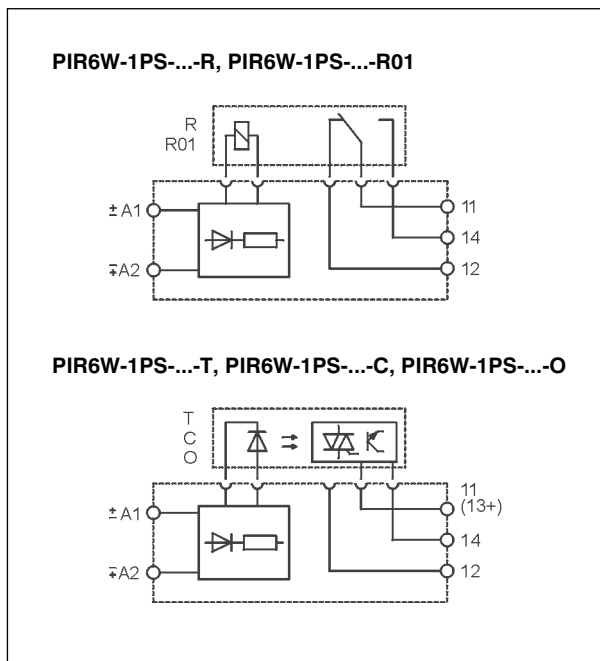 PIR6W-1PS-...-R, PIR6W-1PS-...-R01
R
R01
± A1
11
14
∓A2
12
PIR6W-1PS-...-T, PIR6W-1PS-...-C, PIR6W-1PS-...-O
T
C
O
± A1
11
(13+)
14
∓A2
12